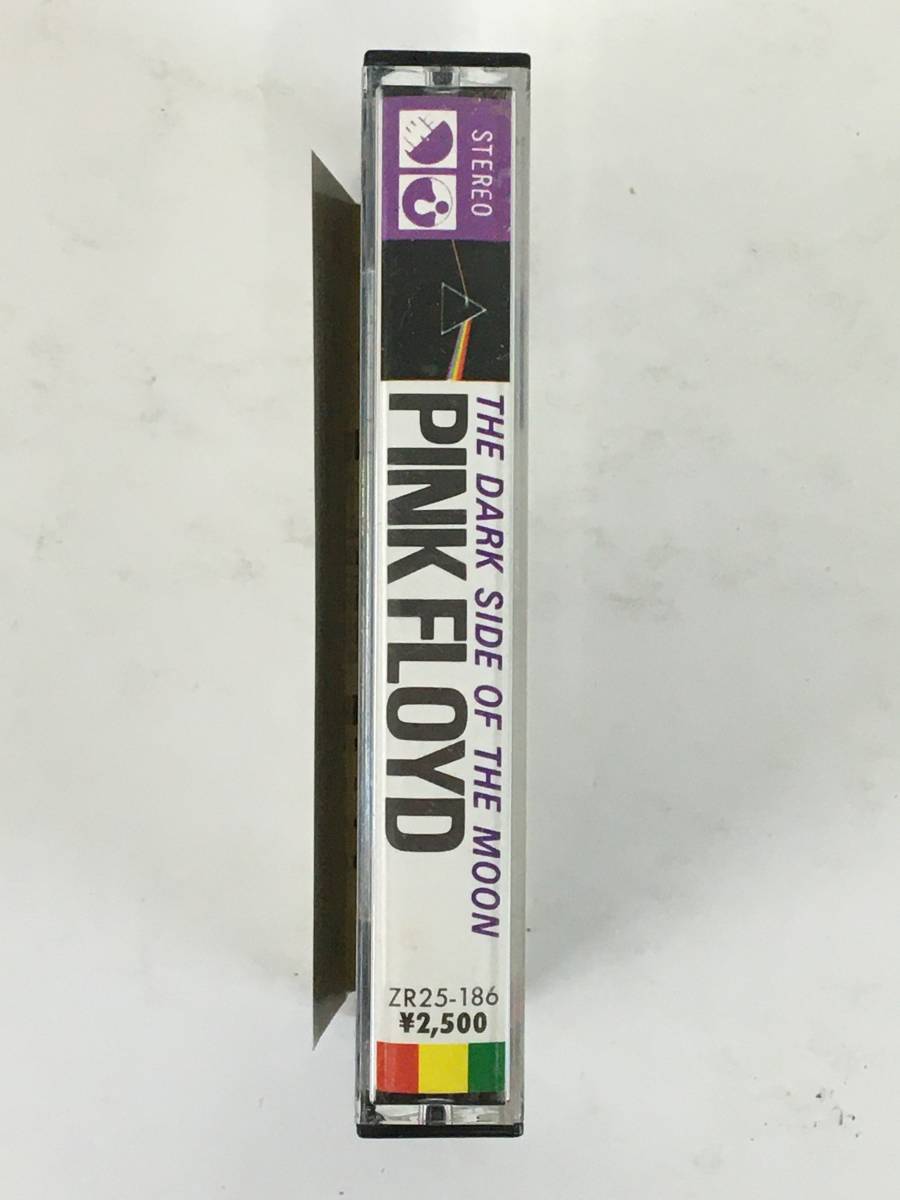 STEREO
THE DARK SIDE OF THE MOON
PINK FLOYD
ZR25-186
¥2,500